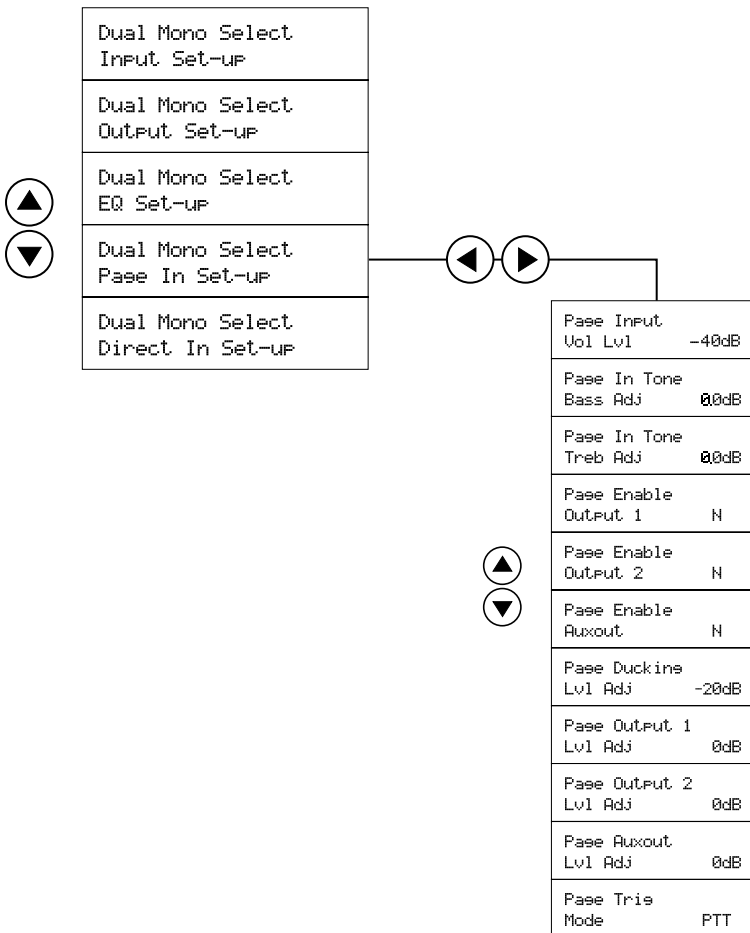 Dual Mono Select
Input Set-up
Dual Mono Select
Output Set-up
Dual Mono Select
EQ Set-up
Dual Mono Select
Page In Set-up
Dual Mono Select
Direct In Set-up
Page Input
Vol Lvl -40dB
Page In Tone
Bass Adj 0.0dB
Page In Tone
Treb Adj 0.0dB
Page Enable
Output 1 N
Page Enable
Output 2 N
Page Enable
Auxout N
Page Ducking
Lvl Adj -20dB
Page Output 1
Lvl Adj 0dB
Page Output 2
Lvl Adj 0dB
Page Auxout
Lvl Adj 0dB
Page Trig
Mode PTT